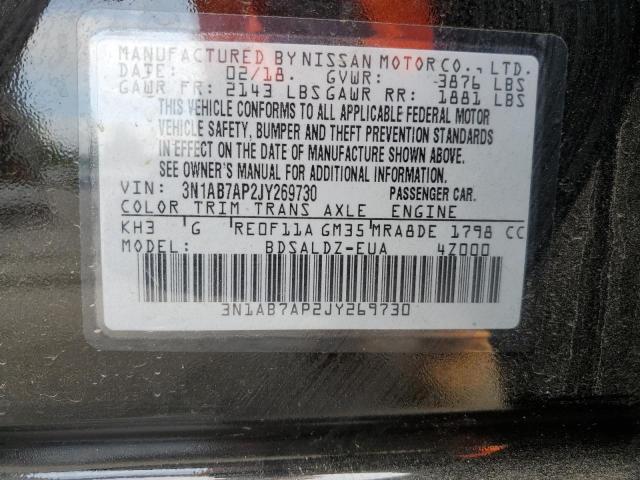 MANUFACTURED BY NISSAN MOTOR CO., LTD.
DATE: 02/18 GVWR: 3876 LBS
GAWR FR: 2143 LBS GAWR RR: 1881 LBS
THIS VEHICLE CONFORMS TO ALL APPLICABLE FEDERAL MOTOR
VEHICLE SAFETY, BUMPER AND THEFT PREVENTION STANDARDS
IN EFFECT ON THE DATE OF MANUFACTURE SHOWN ABOVE.
SEE OWNER'S MANUAL FOR ADDITIONAL INFORMATION.
VIN: 3N1AB7AP2JY269730 PASSENGER CAR.
COLOR TRIM TRANS AXLE ENGINE
KH3 G RE0F11A GM35 MRA8DE 1798 CC
MODEL: BDSALDZ-EUA 4Z000
3N1AB7AP2JY269730